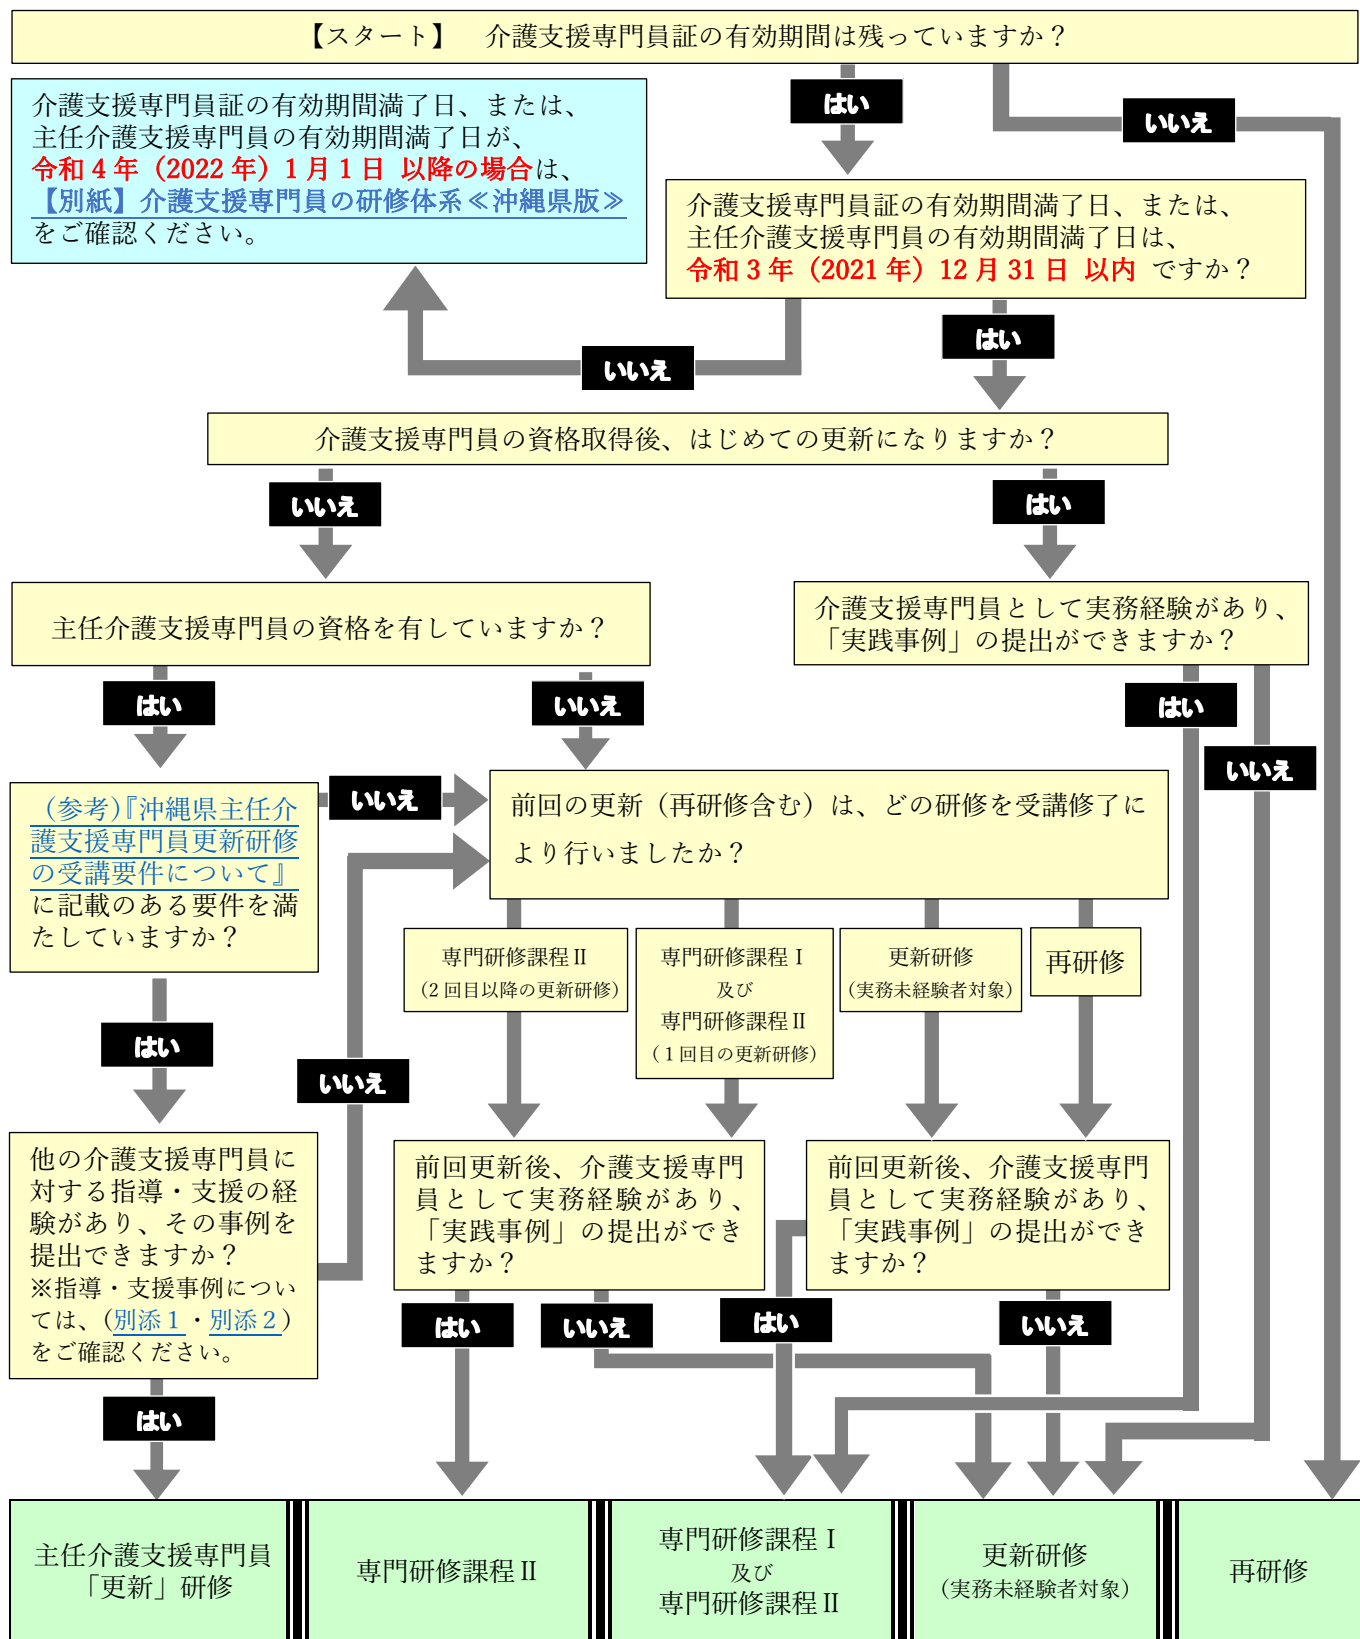 【スタート】 介護支援専門員証の有効期間は残っていますか？
はい
いいえ
介護支援専門員証の有効期間満了日、または、
主任介護支援専門員の有効期間満了日が、
令和４年（2022年）1月1日 以降の場合は、
【別紙】介護支援専門員の研修体系≪沖縄県版≫
をご確認ください。
介護支援専門員証の有効期間満了日、または、
主任介護支援専門員の有効期間満了日は、
令和３年（2021年）12月31日 以内 ですか？
はい
いいえ
介護支援専門員の資格取得後、はじめての更新になりますか？
いいえ
はい
主任介護支援専門員の資格を有していますか？
介護支援専門員として実務経験があり、
「実践事例」の提出ができますか？
はい
いいえ
はい
いいえ
（参考）『沖縄県主任介
護支援専門員更新研修
の受講要件について』
に記載のある要件を満
たしていますか？
いいえ
前回の更新（再研修含む）は、どの研修を受講修了に
より行いましたか？
専門研修課程Ⅱ
（2回目以降の更新研修）
専門研修課程Ⅰ
及び
専門研修課程Ⅱ
（１回目の更新研修）
更新研修
（実務未経験者対象）
再研修
はい
いいえ
他の介護支援専門員に
対する指導・支援の経
験があり、その事例を
提出できますか？
※指導・支援事例につい
ては、（別添１・別添２）
をご確認ください。
前回更新後、介護支援専門
員として実務経験があり、
「実践事例」の提出ができ
ますか？
前回更新後、介護支援専門
員として実務経験があり、
「実践事例」の提出ができ
ますか？
はい
いいえ
はい
いいえ
はい
主任介護支援専門員
「更新」研修
専門研修課程Ⅱ
専門研修課程Ⅰ
及び
専門研修課程Ⅱ
更新研修
（実務未経験者対象）
再研修